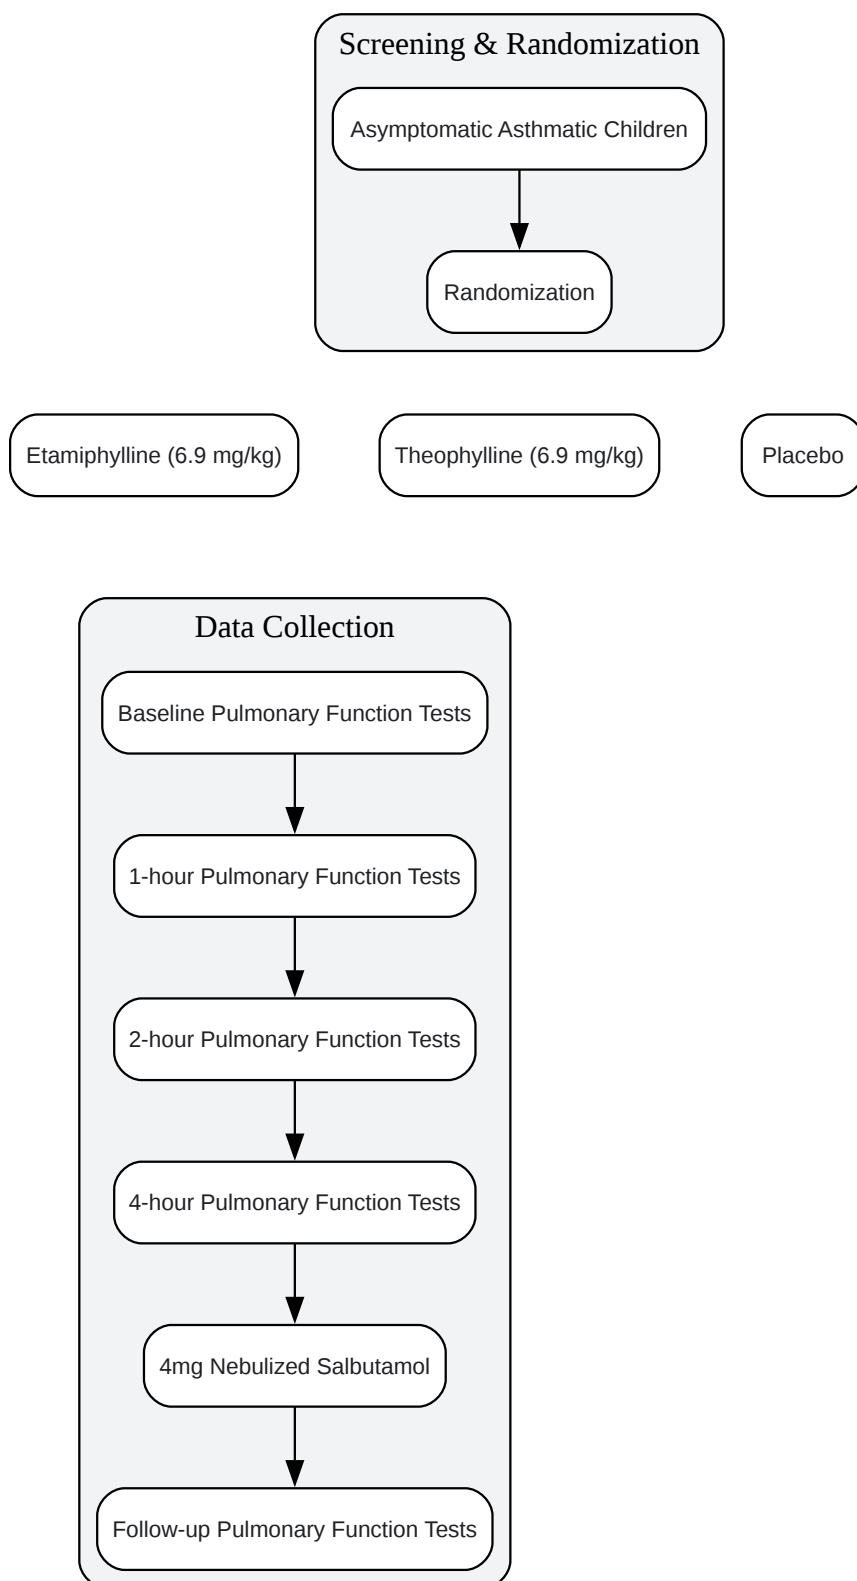 Screening & Randomization
Asymptomatic Asthmatic Children
Randomization
Etamiphylline (6.9 mg/kg)
Theophylline (6.9 mg/kg)
Placebo
Data Collection
Baseline Pulmonary Function Tests
1-hour Pulmonary Function Tests
2-hour Pulmonary Function Tests
4-hour Pulmonary Function Tests
4mg Nebulized Salbutamol
Follow-up Pulmonary Function Tests